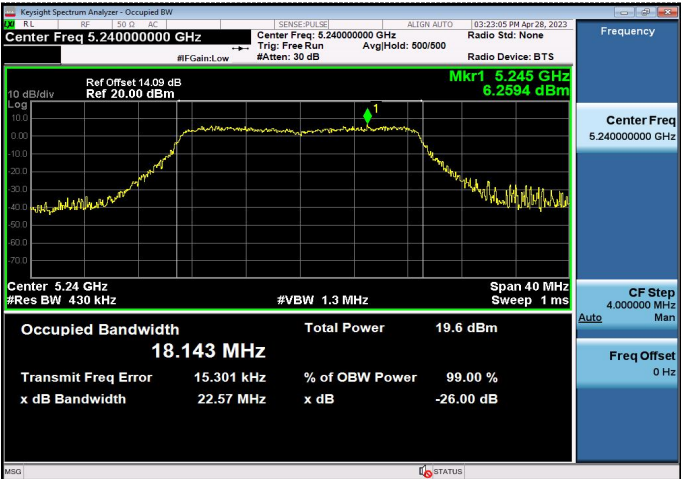 Keysight Spectrum Analyzer - Occupied BW
RL RF 50 Ω AC SENSE:PULSE ALIGN AUTO 03:23:05 PM Apr 28, 2023
Center Freq 5.240000000 GHz
Center Freq: 5.240000000 GHz
Radio Std: None
Trig: Free Run Avg|Hold: 500/500
#IFGain:Low #Atten: 30 dB Radio Device: BTS
Ref Offset 14.09 dB
10 dB/div Ref 20.00 dBm
Mkr1 5.245 GHz
6.2594 dBm
Log
10.0
0.00
-10.0
-20.0
-30.0
-40.0
-50.0
-60.0
-70.0
1
Center 5.24 GHz Span 40 MHz
#Res BW 430 kHz #VBW 1.3 MHz Sweep 1 ms
Occupied Bandwidth Total Power 19.6 dBm
18.143 MHz
Transmit Freq Error 15.301 kHz % of OBW Power 99.00 %
x dB Bandwidth 22.57 MHz x dB -26.00 dB
MSG STATUS
Frequency
Center Freq
5.240000000 GHz
CF Step
4.000000 MHz
Auto Man
Freq Offset
0 Hz